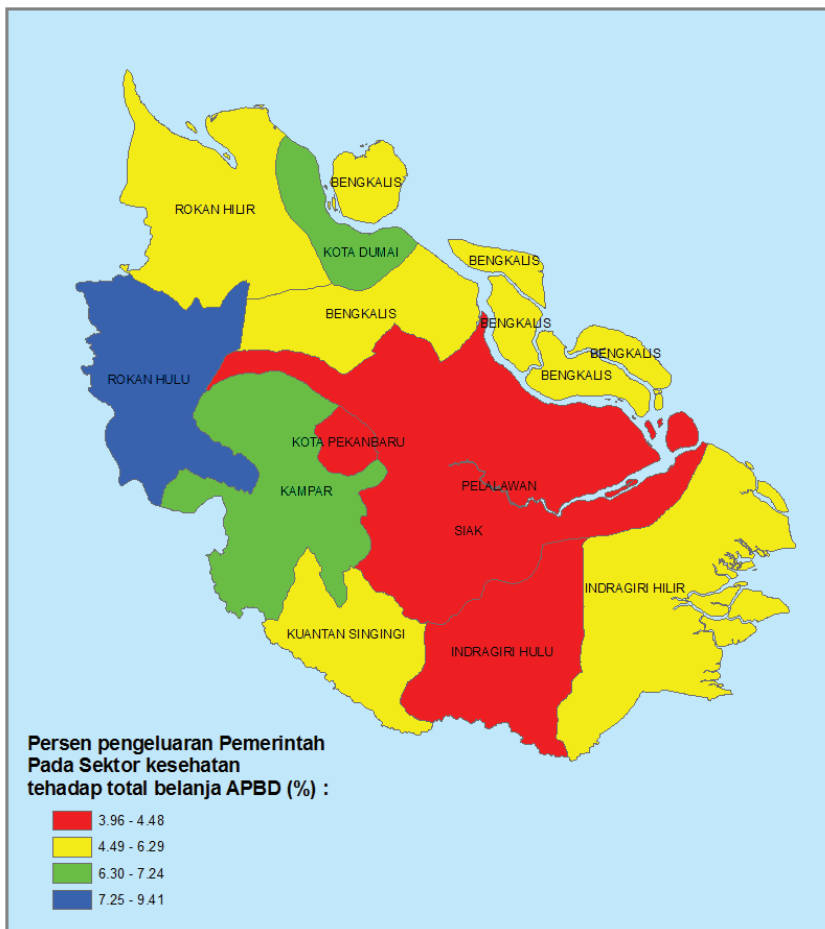 BENGKALIS
ROKAN HILIR
KOTA DUMAI
BENGKALIS
BENGKALIS
BENGKALIS
BENGKALIS
BENGKALIS
ROKAN HULU
KOTA PEKANBARU
KAMPAR
PELALAWAN
SIAK
INDRAGIRI HILIR
KUANTAN SINGINGI
INDRAGIRI HULU
Persen pengeluaran Pemerintah
Pada Sektor kesehatan
tehadap total belanja APBD (%) :
3.96 - 4.48
4.49 - 6.29
6.30 - 7.24
7.25 - 9.41